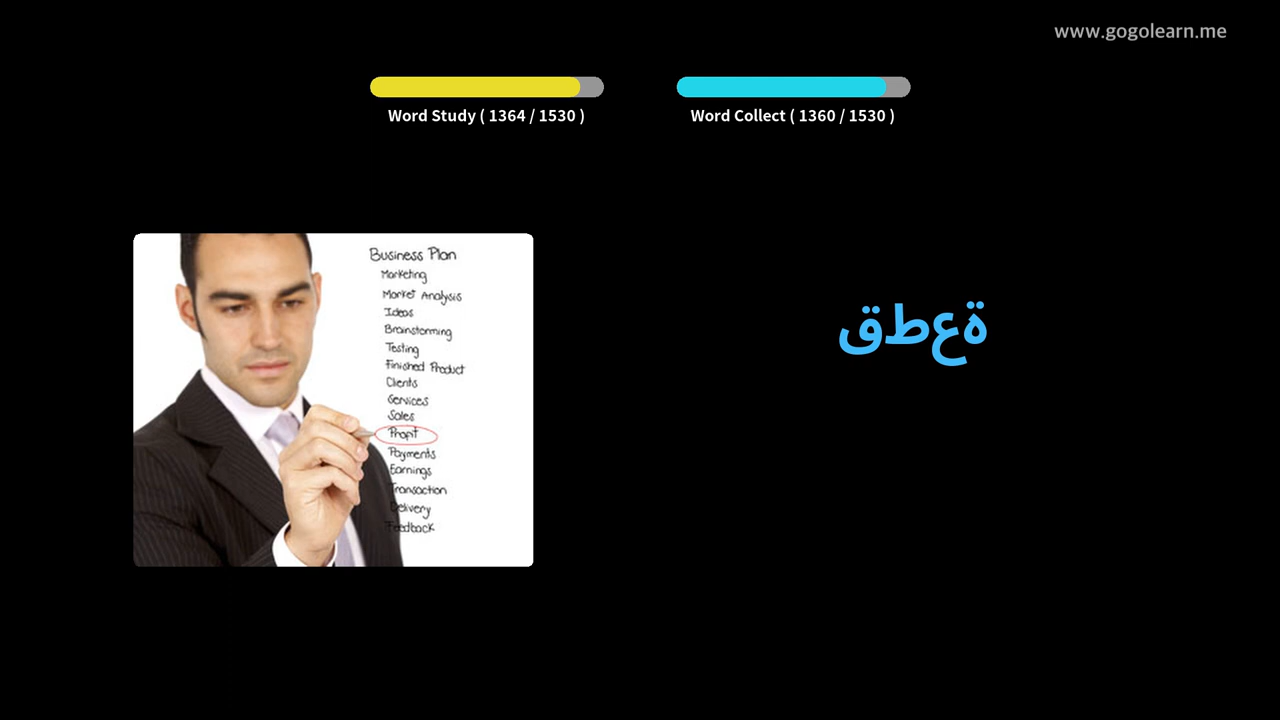 www.gogolearn.me
Word Study ( 1364 / 1530 )
Word Collect ( 1360 / 1530 )
Business Plan
Marketing
Market Analysis
Ideas
Brainstorming
Testing
Finished Product
Clients
Services
Sales
Profit
Payments
Earnings
Transaction
Delivery
Feedback
ةعطق